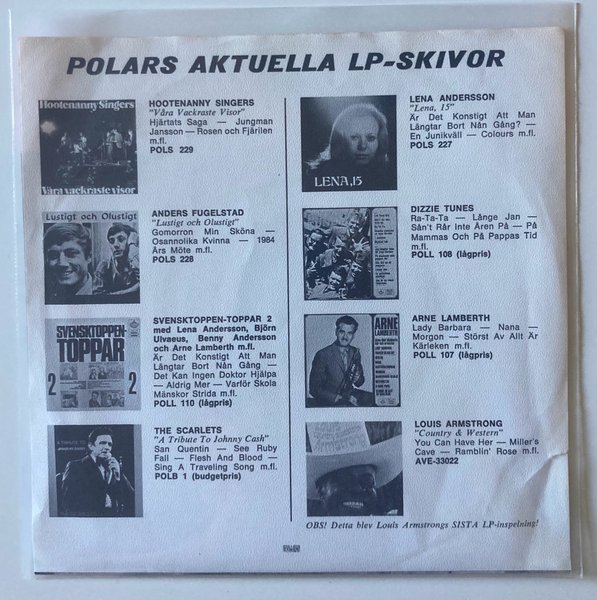 POLARS AKTUELLA LP-SKIVOR
Hootenanny Singers
Våra vackraste visor
HOOTENANNY SINGERS
"Våra Vackraste Visor"
Hjärtats Saga — Jungman
Jansson — Rosen och Fjärilen
m.fl.
POLS 229
Lustigt och Olustigt
ANDERS FUGELSTAD
"Lustigt och Olustigt"
Gomorron Min Sköna —
Osannolika Kvinna — 1984
Års Möte m.fl.
POLS 228
SVENSKTOPPEN-
TOPPAR
2
2
SVENSKTOPPEN-TOPPAR 2
med Lena Andersson, Björn
Ulvaeus, Benny Andersson
och Arne Lamberth m.fl.
Är Det Konstigt Att Man
Längtar Bort Nån Gång —
Det Kan Ingen Doktor Hjälpa
— Aldrig Mer — Varför Skola
Mänskor Strida m.fl.
POLL 110 (lågpris)
A TRIBUTE TO
JOHNNY CASH
THE SCARLETS
"A Tribute To Johnny Cash"
San Quentin — See Ruby
Fall — Flesh And Blood —
Sing A Traveling Song m.fl.
POLB 1 (budgetpris)
LENA, 15
LENA ANDERSSON
"Lena, 15"
Är Det Konstigt Att Man
Längtar Bort Nån Gång? —
En Junikväll — Colours m.fl.
POLS 227
DIZZIE TUNES
Ra-Ta-Ta — Långe Jan —
Sån't Rår Inte Åren På — På
Mammas Och På Pappas Tid
m.fl.
POLL 108 (lågpris)
ARNE
LAMBERTH
ARNE LAMBERTH
Lady Barbara — Nana —
Morgon — Störst Av Allt Är
Kärleken m.fl.
POLL 107 (lågpris)
LOUIS ARMSTRONG
"Country & Western"
You Can Have Her — Miller's
Cave — Ramblin' Rose m.fl.
AVE-33022
OBS! Detta blev Louis Armstrongs SISTA LP-inspelning!